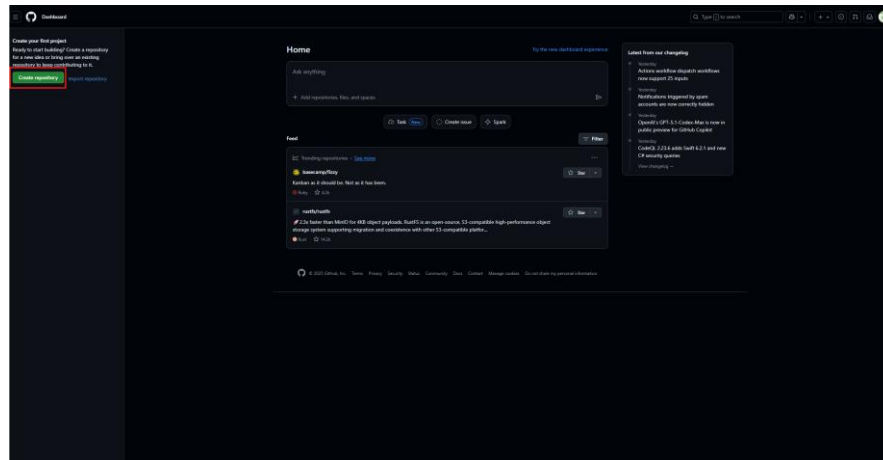 Dashboard
Type / to search
Create your first project
Ready to start building? Create a repository
for a new idea or bring over an existing
repository to keep contributing to it.
Create repository
Import repository
Home
Try the new dashboard experience
Ask anything
+ Add repositories, files, and spaces
Task New
Create issue
Spark
Feed
Filter
Trending repositories · See more
basecamp/fizzy
Star
Kanban as it should be. Not as it has been.
Ruby
rustfs/rustfs
Star
2.3x faster than MinIO for 4KB object payloads. RustFS is an open-source, S3-compatible high-performance object
storage system supporting migration and coexistence with other S3-compatible platfor...
Rust
© 2025 GitHub, Inc. Terms Privacy Security Status Community Docs Contact Manage cookies Do not share my personal information
Latest from our changelog
Yesterday
Actions workflow dispatch workflows
now support 25 inputs
Yesterday
Notifications triggered by spam
accounts are now correctly hidden
Yesterday
OpenAI's GPT-5.1-Codex-Max is now in
public preview for GitHub Copilot
Yesterday
CodeQL 2.23.6 adds Swift 6.2.1 and new
C# security queries
View changelog →